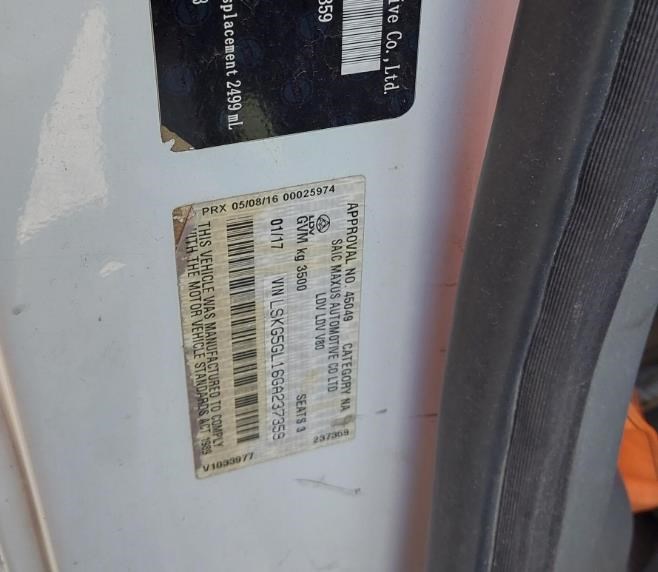 ive Co.,Ltd.
359
splacement 2499 mL
APPROVAL NO. 45049 CATEGORY NA
SAIC MAXUS AUTOMOTIVE CO LTD
LDV LDV V80
LDV
GVM kg 3500 SEATS 3
01/17 VIN LSKG5GL16GA237359
THIS VEHICLE WAS MANUFACTURED TO COMPLY
WITH THE MOTOR VEHICLE STANDARDS ACT 1989
PRX 05/08/16 00025974
V1033977
237359